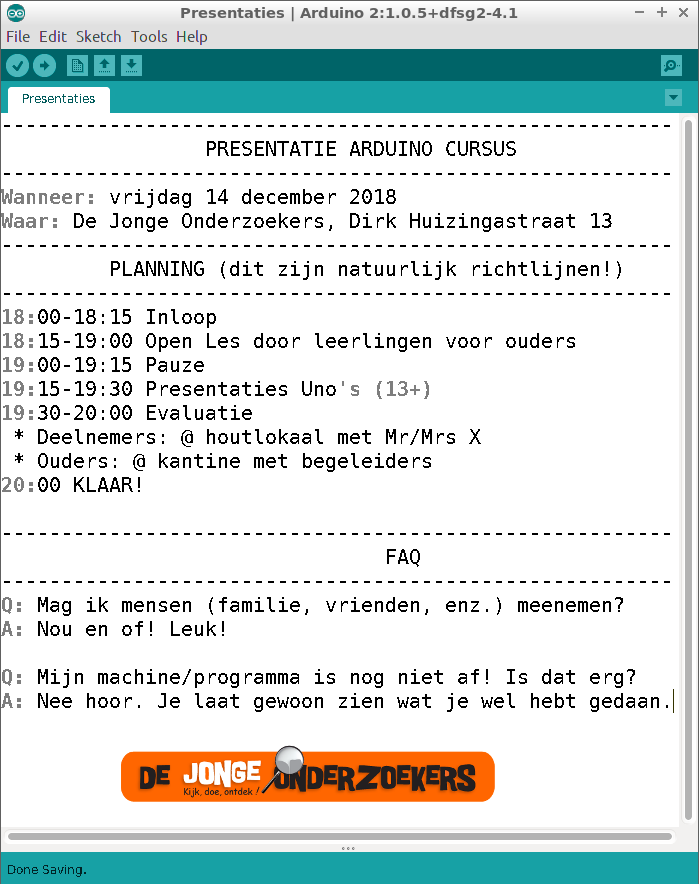 Presentaties | Arduino 2:1.0.5+dfsg2-4.1
File Edit Sketch Tools Help
Presentaties
--------------------------------------------------------
PRESENTATIE ARDUINO CURSUS
--------------------------------------------------------
Wanneer: vrijdag 14 december 2018
Waar: De Jonge Onderzoekers, Dirk Huizingastraat 13
--------------------------------------------------------
PLANNING (dit zijn natuurlijk richtlijnen!)
--------------------------------------------------------
18:00-18:15 Inloop
18:15-19:00 Open Les door leerlingen voor ouders
19:00-19:15 Pauze
19:15-19:30 Presentaties Uno's (13+)
19:30-20:00 Evaluatie
* Deelnemers: @ houtlokaal met Mr/Mrs X
* Ouders: @ kantine met begeleiders
20:00 KLAAR!
--------------------------------------------------------
FAQ
--------------------------------------------------------
Q: Mag ik mensen (familie, vrienden, enz.) meenemen?
A: Nou en of! Leuk!
Q: Mijn machine/programma is nog niet af! Is dat erg?
A: Nee hoor. Je laat gewoon zien wat je wel hebt gedaan.
DE JONGE ONDERZOEKERS
Kijk, doe, ontdek !
Done Saving.